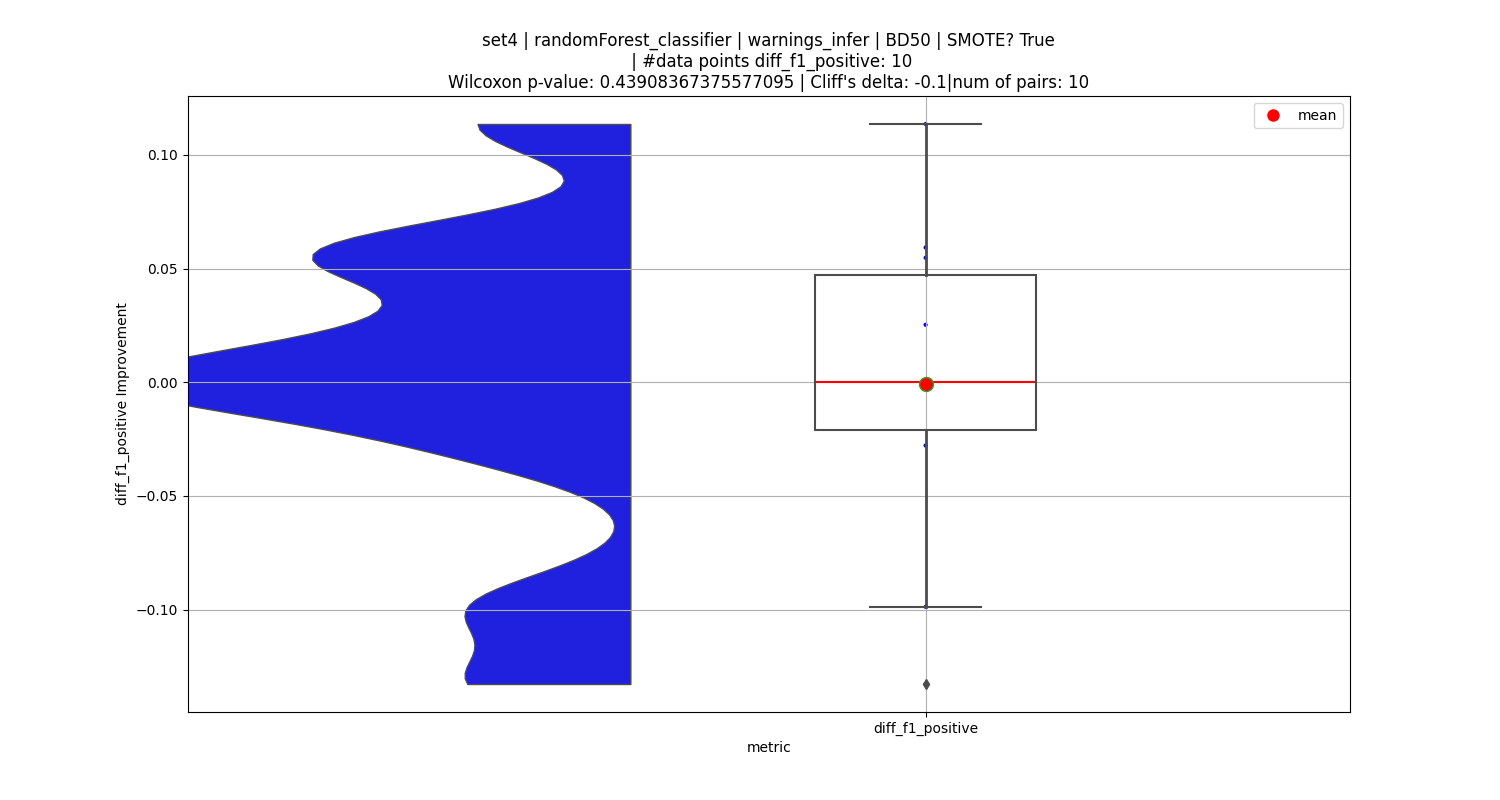 set4 | randomForest_classifier | warnings_infer | BD50 | SMOTE? True
| #data points diff_f1_positive: 10
Wilcoxon p-value: 0.43908367375577095 | Cliff's delta: -0.1|num of pairs: 10
mean
0.10
0.05
0.00
−0.05
−0.10
diff_f1_positive Improvement
diff_f1_positive
metric